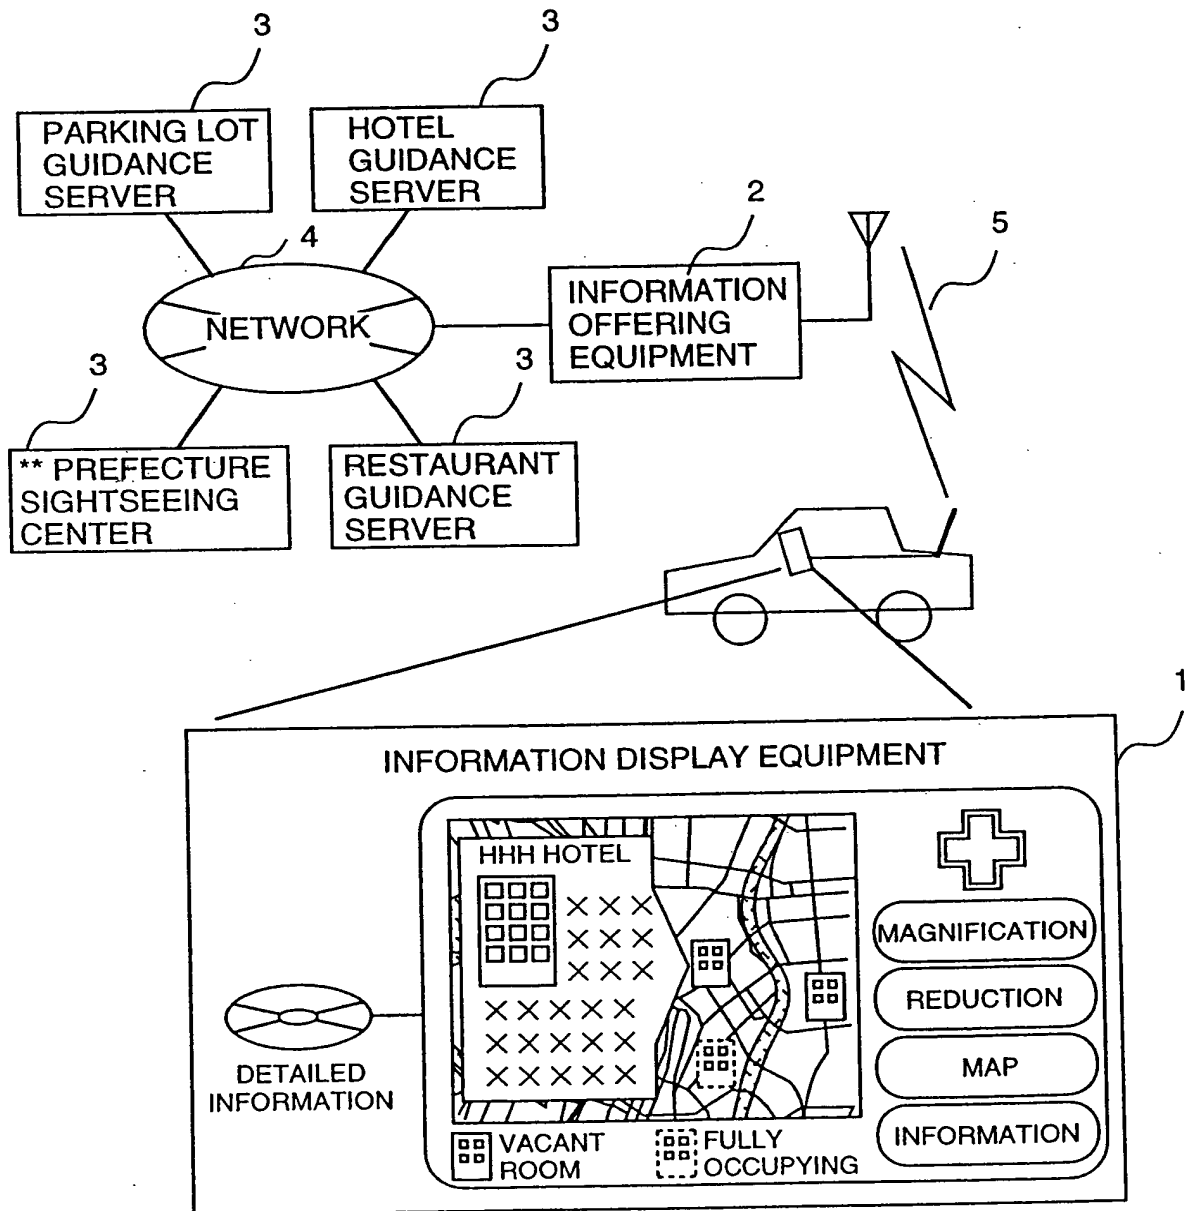 3
3
PARKING LOT
GUIDANCE
SERVER
HOTEL
GUIDANCE
SERVER
4
2
5
NETWORK
INFORMATION
OFFERING
EQUIPMENT
3
3
** PREFECTURE
SIGHTSEEING
CENTER
RESTAURANT
GUIDANCE
SERVER
1
INFORMATION DISPLAY EQUIPMENT
HHH HOTEL
× × ×
× × ×
× × ×
× × × × ×
× × × × ×
× × × × ×
MAGNIFICATION
REDUCTION
MAP
INFORMATION
DETAILED
INFORMATION
VACANT
ROOM
FULLY
OCCUPYING